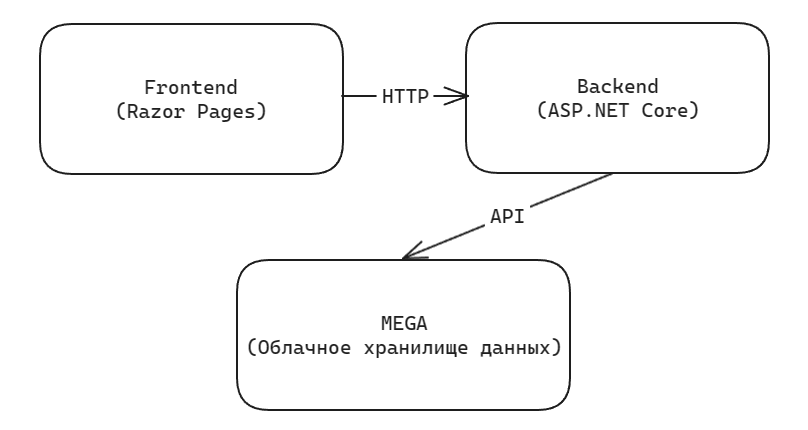 Frontend
(Razor Pages)
HTTP
Backend
(ASP.NET Core)
API
MEGA
(Облачное хранилище данных)